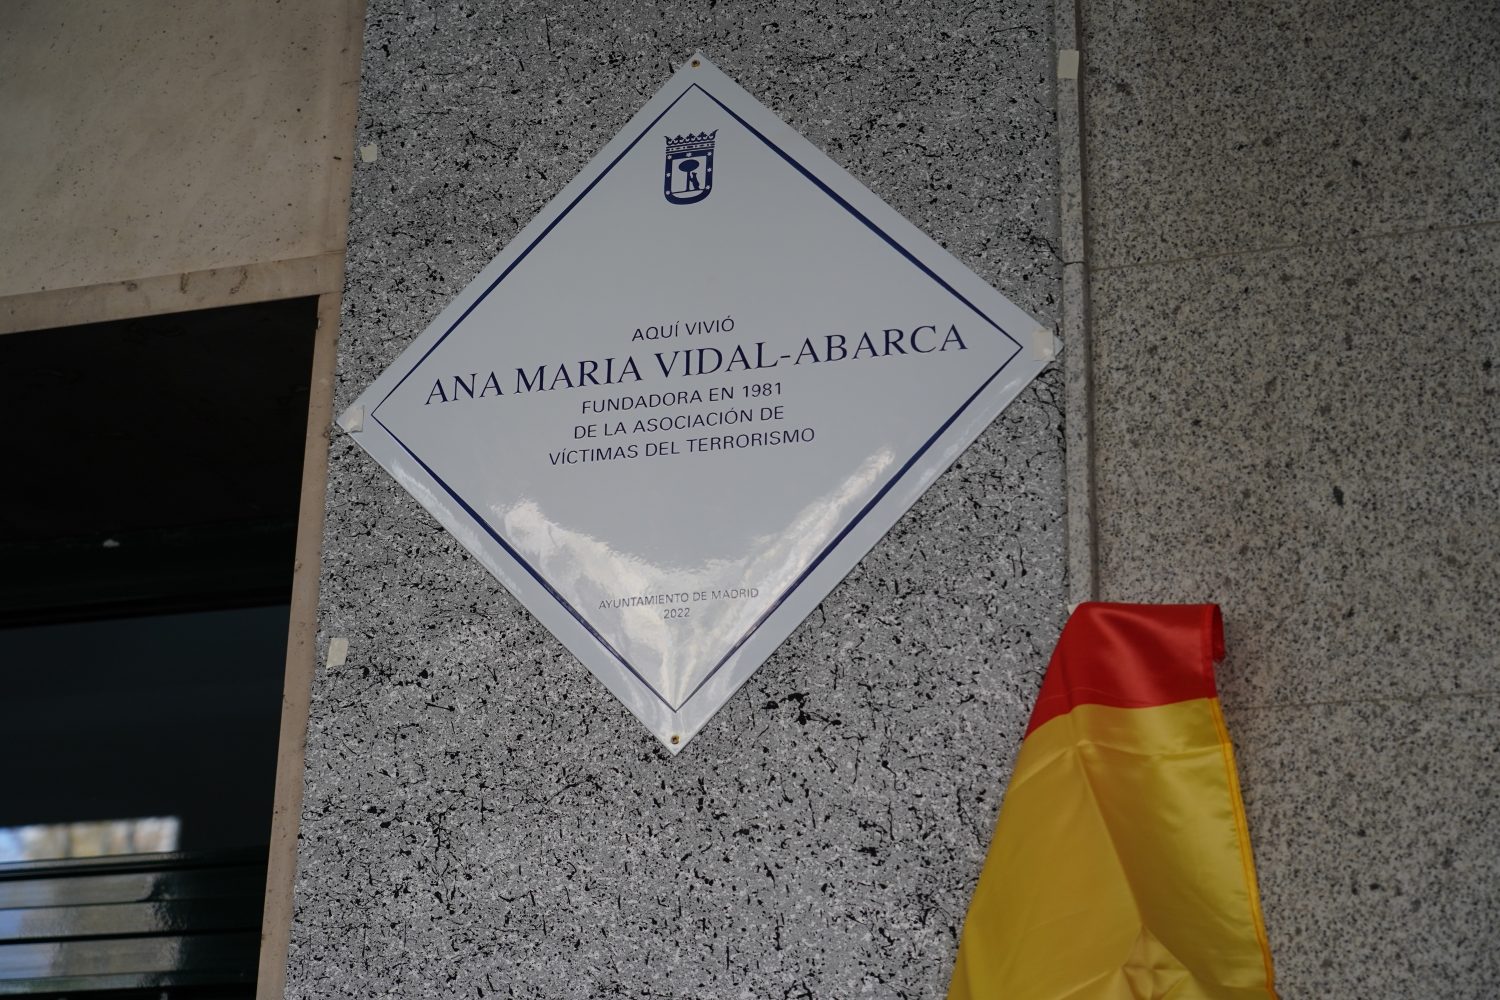 AQUÍ VIVIÓ
ANA MARIA VIDAL-ABARCA
FUNDADORA EN 1981
DE LA ASOCIACIÓN DE
VÍCTIMAS DEL TERRORISMO
AYUNTAMIENTO DE MADRID
2022